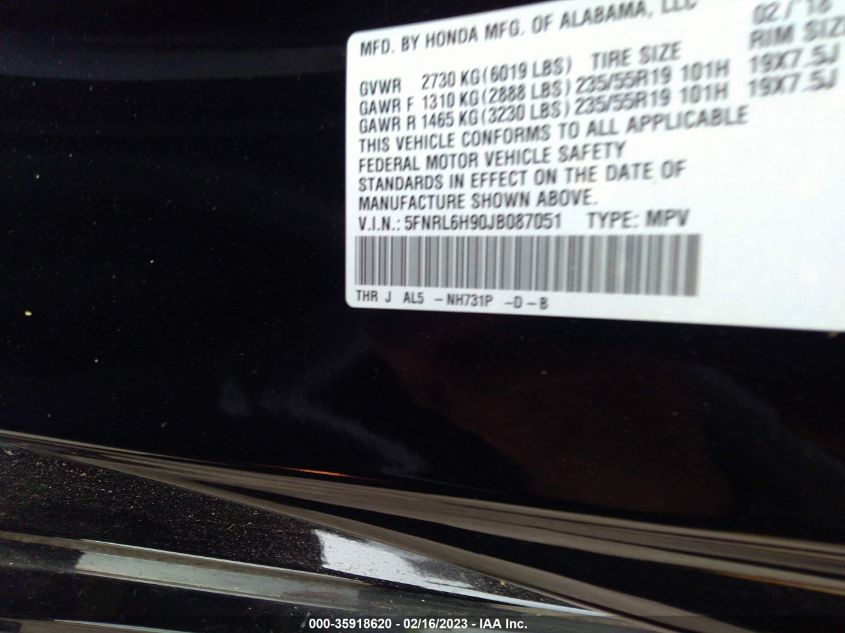 MFD. BY HONDA MFG. OF ALABAMA, LLC 02/18
GVWR 2730 KG (6019 LBS) TIRE SIZE RIM SIZE
GAWR F 1310 KG (2888 LBS) 235/55R19 101H 19X7.5J
GAWR R 1465 KG (3230 LBS) 235/55R19 101H 19X7.5J
THIS VEHICLE CONFORMS TO ALL APPLICABLE
FEDERAL MOTOR VEHICLE SAFETY
STANDARDS IN EFFECT ON THE DATE OF
MANUFACTURE SHOWN ABOVE.
V.I.N.: 5FNRL6H90JB087051 TYPE: MPV
THR J AL5 -NH731P -D-B
000-35918620 - 02/16/2023 - IAA Inc.